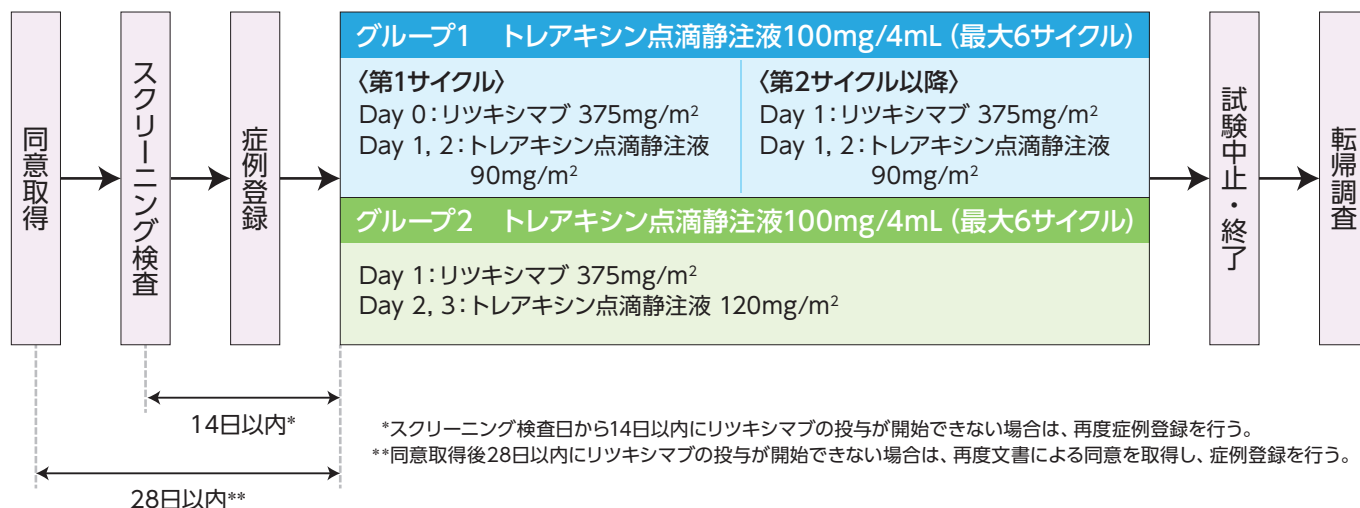 同意取得
スクリーニング検査
症例登録
グループ1 トレアキシン点滴静注液100mg/4mL（最大6サイクル）
〈第1サイクル〉
Day 0：リツキシマブ 375mg/m²
Day 1, 2：トレアキシン点滴静注液
90mg/m²
〈第2サイクル以降〉
Day 1：リツキシマブ 375mg/m²
Day 1, 2：トレアキシン点滴静注液
90mg/m²
グループ2 トレアキシン点滴静注液100mg/4mL（最大6サイクル）
Day 1：リツキシマブ 375mg/m²
Day 2, 3：トレアキシン点滴静注液 120mg/m²
試験中止・終了
転帰調査
14日以内*
28日以内**
*スクリーニング検査日から14日以内にリツキシマブの投与が開始できない場合は、再度症例登録を行う。
**同意取得後28日以内にリツキシマブの投与が開始できない場合は、再度文書による同意を取得し、症例登録を行う。